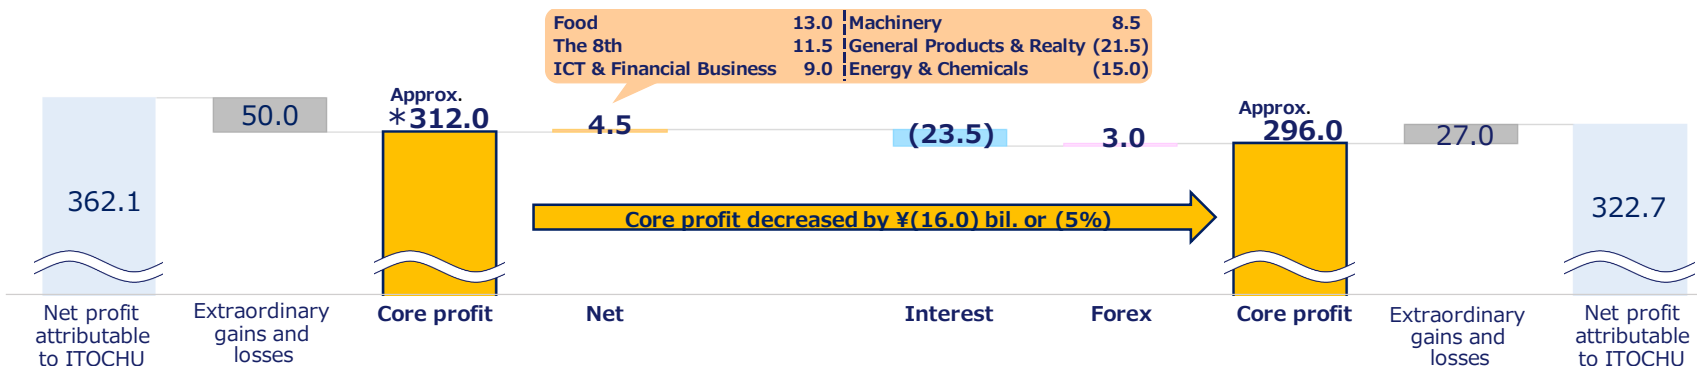 Food 13.0 Machinery 8.5
The 8th 11.5 General Products & Realty (21.5)
ICT & Financial Business 9.0 Energy & Chemicals (15.0)
50.0
Approx.
*312.0
4.5
(23.5)
3.0
Approx.
296.0
27.0
362.1
Core profit decreased by ¥(16.0) bil. or (5%)
322.7
Net profit
attributable
to ITOCHU
Extraordinary
gains and
losses
Core profit
Net
Interest
Forex
Core profit
Extraordinary
gains and
losses
Net profit
attributable
to ITOCHU